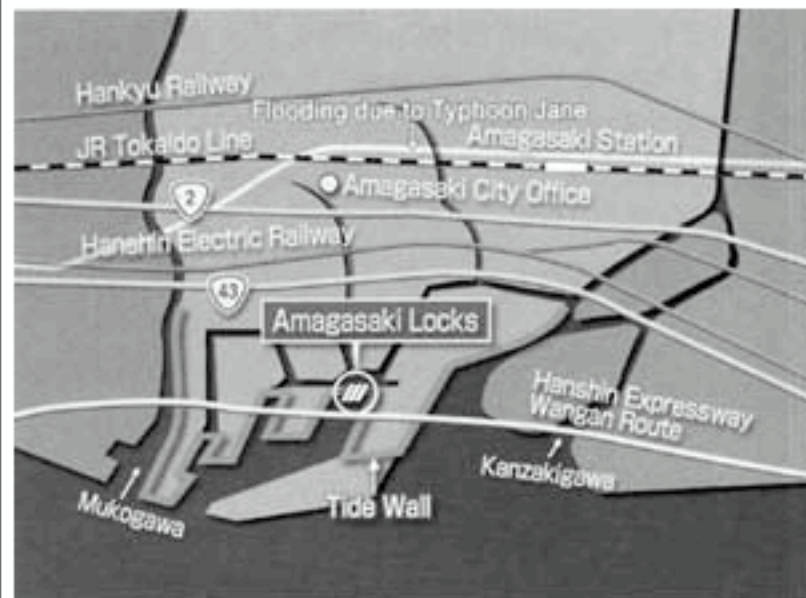 Hankyu Railway
Flooding due to Typhoon Jane
JR Tokaido Line
Amagasaki Station
2
Amagasaki City Office
Hanshin Electric Railway
43
Amagasaki Locks
Hanshin Expressway
Wangan Route
Kanzakigawa
Mukogawa
Tide Wall